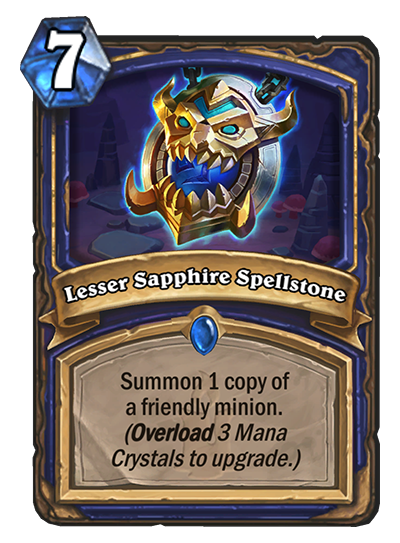 7
Lesser Sapphire Spellstone
Summon 1 copy of
a friendly minion.
(Overload 3 Mana
Crystals to upgrade.)